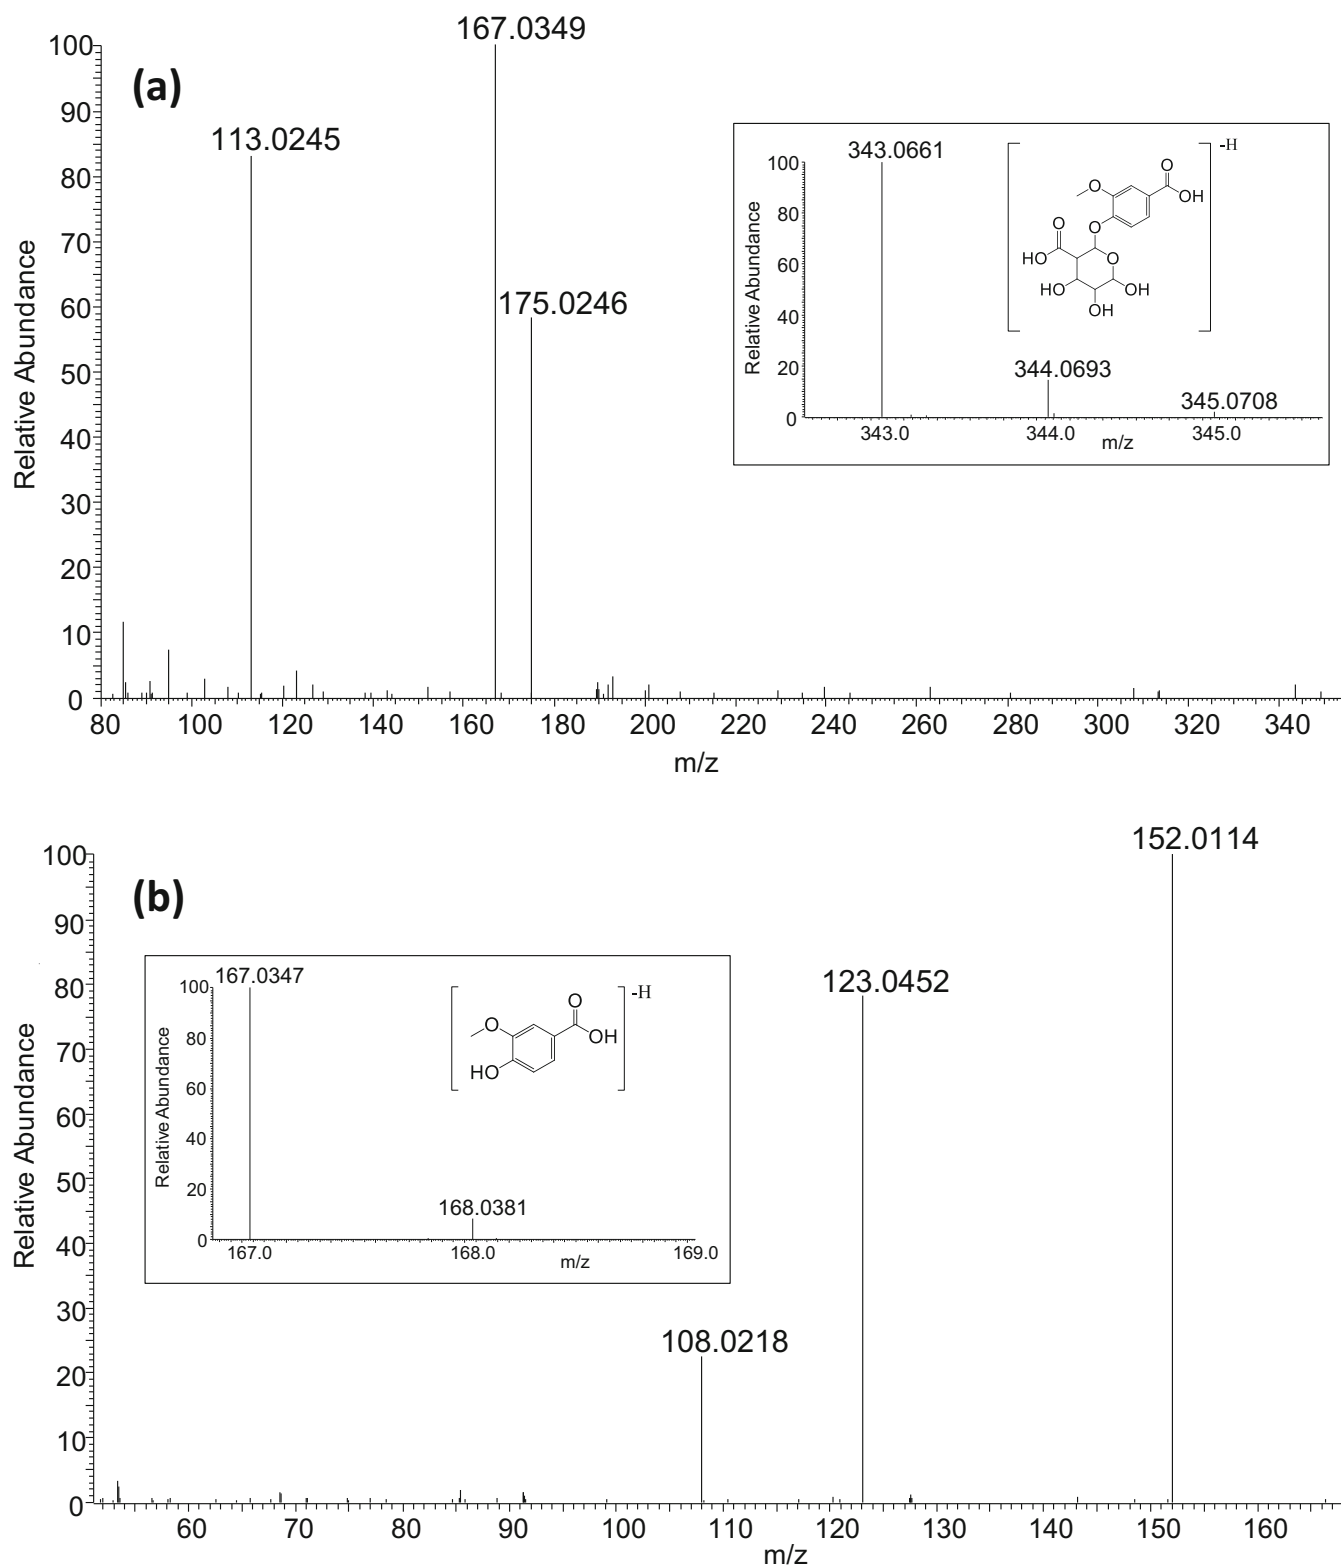 (a)
167.0349
113.0245
175.0246
Relative Abundance
100
90
80
70
60
50
40
30
20
10
0
80 100 120 140 160 180 200 220 240 260 280 300 320 340
m/z
343.0661
344.0693
345.0708
Relative Abundance
100
80
60
40
20
0
343.0 344.0 345.0
m/z
-H
O
O
OH
O
O
HO
O
HO
OH
OH
(b)
152.0114
123.0452
108.0218
Relative Abundance
100
90
80
70
60
50
40
30
20
10
0
60 70 80 90 100 110 120 130 140 150 160
m/z
167.0347
168.0381
Relative Abundance
100
80
60
40
20
0
167.0 168.0 169.0
m/z
-H
O
O
OH
HO